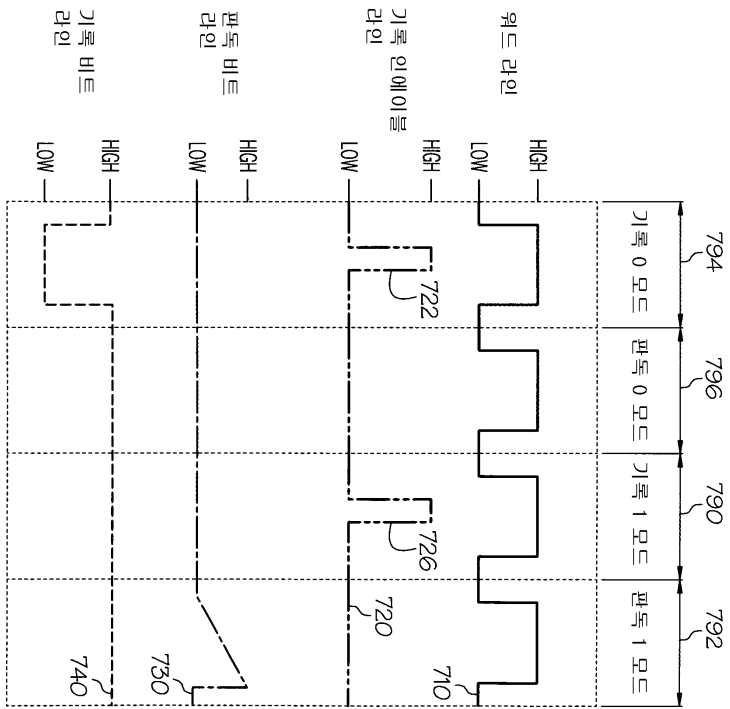 794
796
790
792
기록 0 모드
판독 0 모드
기록 1 모드
판독 1 모드
워드 라인
HIGH
LOW
710
기록 인에이블
라인
HIGH
LOW
722
726
720
판독 비트
라인
HIGH
LOW
730
기록 비트
라인
HIGH
LOW
740